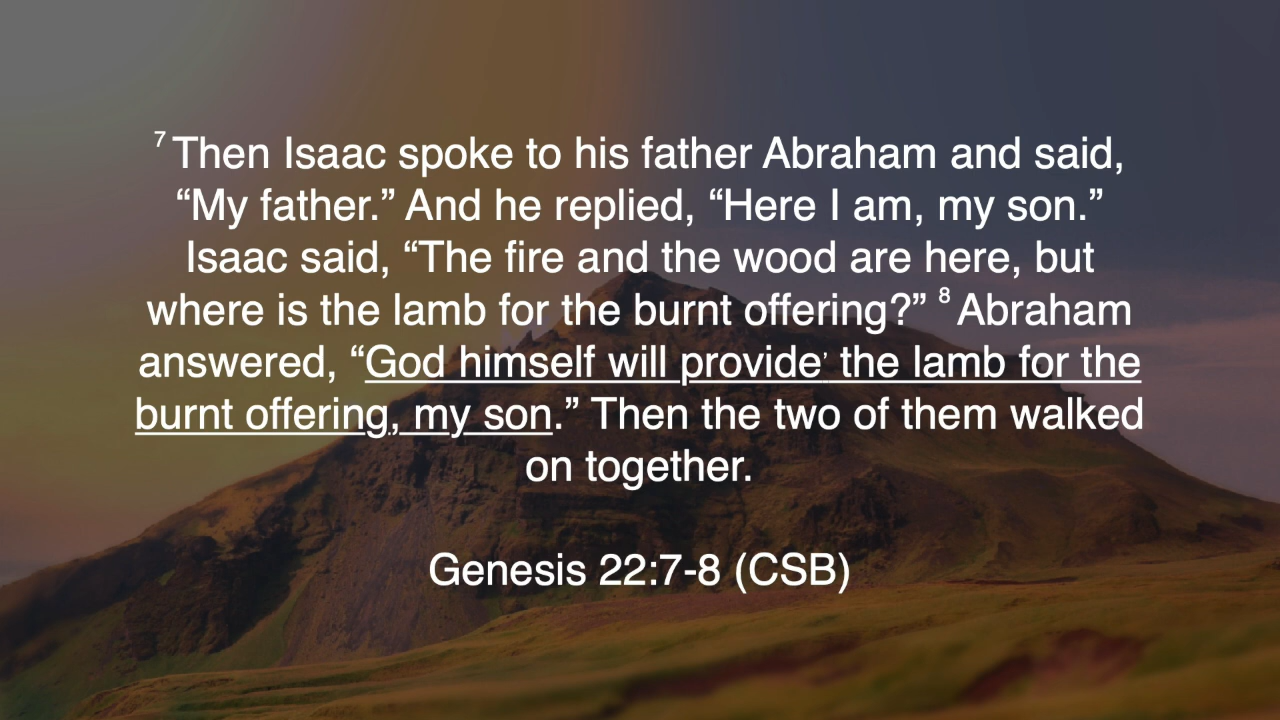 7 Then Isaac spoke to his father Abraham and said,
“My father.” And he replied, “Here I am, my son.”
Isaac said, “The fire and the wood are here, but
where is the lamb for the burnt offering?” 8 Abraham
answered, “God himself will provide’ the lamb for the
burnt offering, my son.” Then the two of them walked
on together.
Genesis 22:7-8 (CSB)